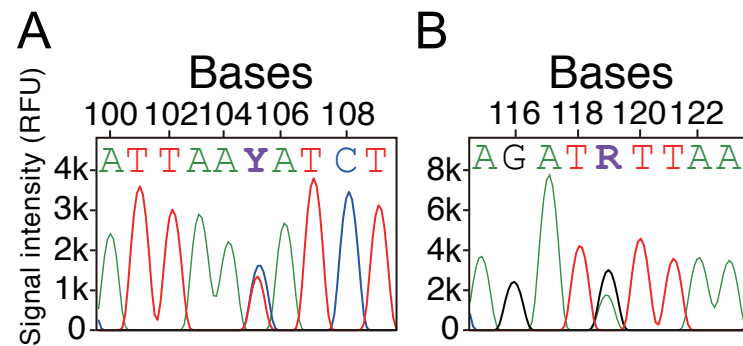 A
B
Bases
Bases
100 102 104 106 108
116 118 120 122
Signal intensity (RFU)
ATTAAYATCT
AGATRTTAA
4k
3k
2k
1k
0
8k
6k
4k
2k
0